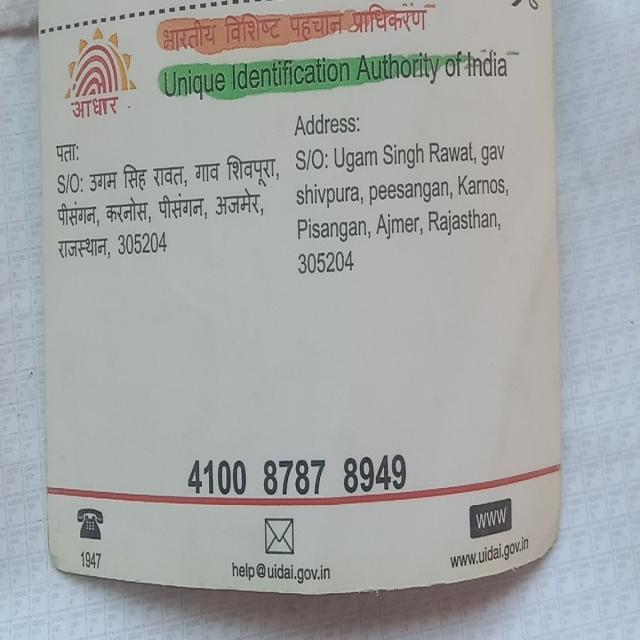 भारतीय विशिष्ट पहचान प्राधिकरण
Unique Identification Authority of India
आधार
पता:
S/O: उगम सिह रावत, गाव शिवपूरा,
पीसंगन, करनोस, पीसंगन, अजमेर,
राजस्थान, 305204
Address:
S/O: Ugam Singh Rawat, gav
shivpura, peesangan, Karnos,
Pisangan, Ajmer, Rajasthan,
305204
4100 8787 8949
1947
help@uidai.gov.in
WWW
www.uidai.gov.in